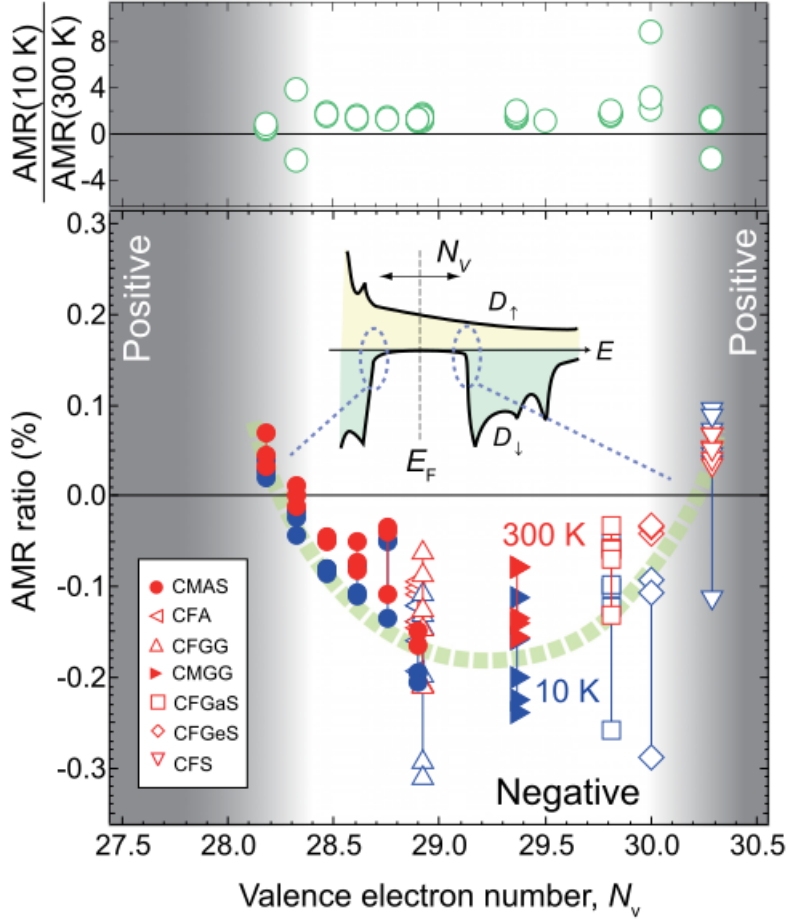 AMR(10 K)
AMR(300 K)
8
4
0
-4
0.3
0.2
0.1
0.0
-0.1
-0.2
-0.3
AMR ratio (%)
Positive
Positive
N_V
D↑
E
E_F
D↓
300 K
10 K
Negative
CMAS
CFA
CFGG
CMGG
CFGaS
CFGeS
CFS
27.5 28.0 28.5 29.0 29.5 30.0 30.5
Valence electron number, N_v